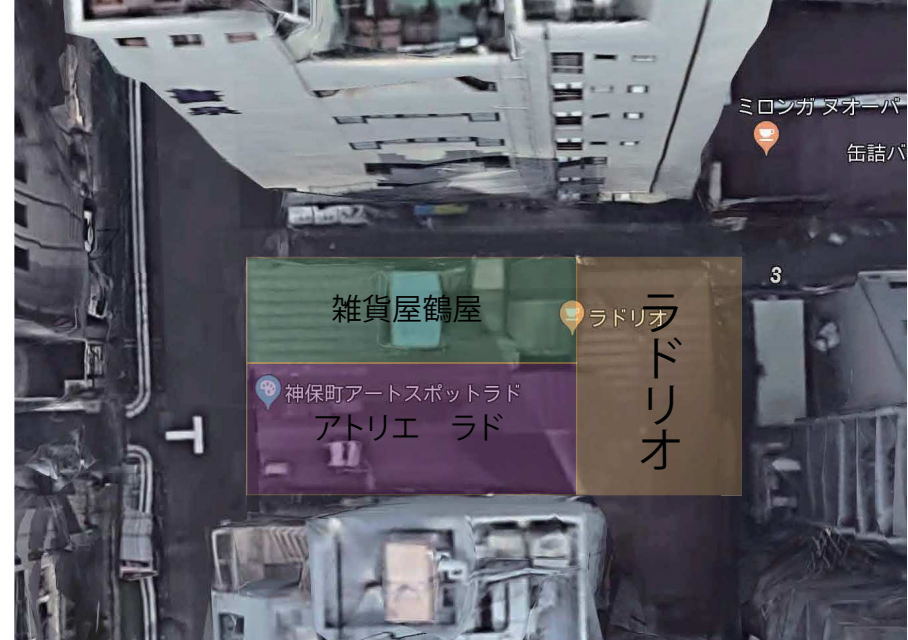 ミロンガ ヌオーバ
缶詰バ
3
雑貨屋鶴屋
ラドリオ
ラドリオ
神保町アートスポットラド
アトリエ　ラド